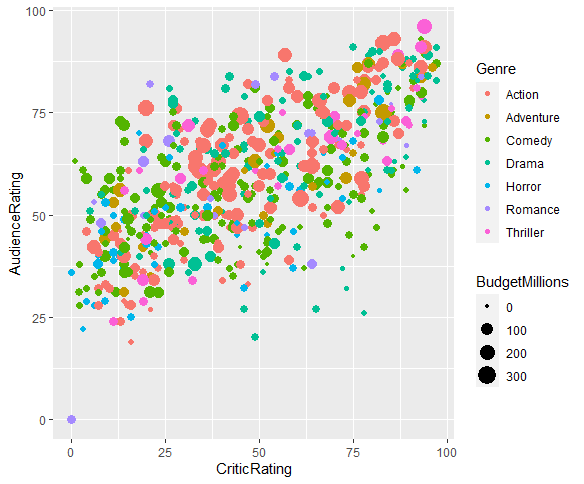 100
75
50
25
0
AudienceRating
0
25
50
75
100
CriticRating
Genre
Action
Adventure
Comedy
Drama
Horror
Romance
Thriller
BudgetMillions
0
100
200
300